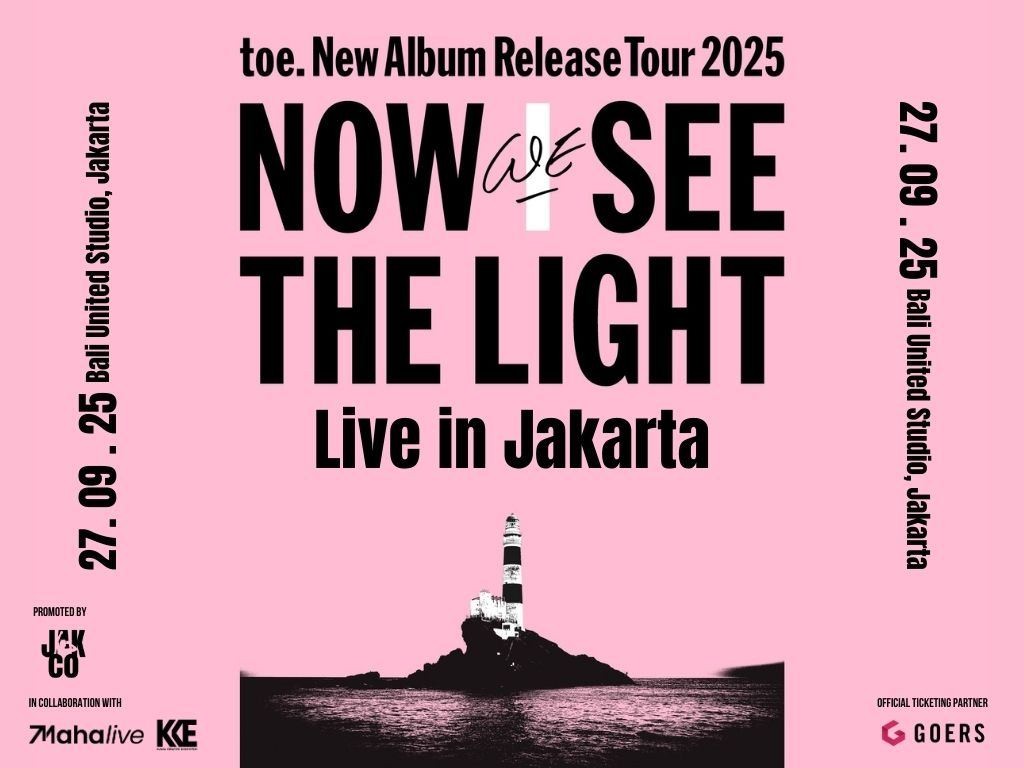 toe. New Album Release Tour 2025
NOW I WE SEE
THE LIGHT
Live in Jakarta
27. 09 . 25 Bali United Studio, Jakarta
27. 09 . 25 Bali United Studio, Jakarta
PROMOTED BY
JAK
CO
IN COLLABORATION WITH
7Mahalive KKE
OFFICIAL TICKETING PARTNER
GOERS